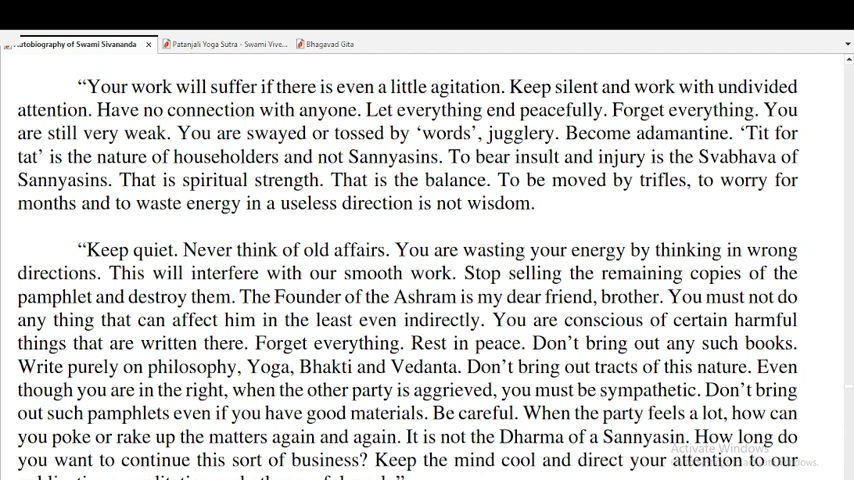 Autobiography of Swami Sivananda × Patanjali Yoga Sutra - Swami Vive... Bhagavad Gita
“Your work will suffer if there is even a little agitation. Keep silent and work with undivided
attention. Have no connection with anyone. Let everything end peacefully. Forget everything. You
are still very weak. You are swayed or tossed by ‘words’, jugglery. Become adamantine. ‘Tit for
tat’ is the nature of householders and not Sannyasins. To bear insult and injury is the Svabhava of
Sannyasins. That is spiritual strength. That is the balance. To be moved by trifles, to worry for
months and to waste energy in a useless direction is not wisdom.
“Keep quiet. Never think of old affairs. You are wasting your energy by thinking in wrong
directions. This will interfere with our smooth work. Stop selling the remaining copies of the
pamphlet and destroy them. The Founder of the Ashram is my dear friend, brother. You must not do
any thing that can affect him in the least even indirectly. You are conscious of certain harmful
things that are written there. Forget everything. Rest in peace. Don’t bring out any such books.
Write purely on philosophy, Yoga, Bhakti and Vedanta. Don’t bring out tracts of this nature. Even
though you are in the right, when the other party is aggrieved, you must be sympathetic. Don’t bring
out such pamphlets even if you have good materials. Be careful. When the party feels a lot, how can
you poke or rake up the matters again and again. It is not the Dharma of a Sannyasin. How long do
you want to continue this sort of business? Keep the mind cool and direct your attention to our
Activate Windows